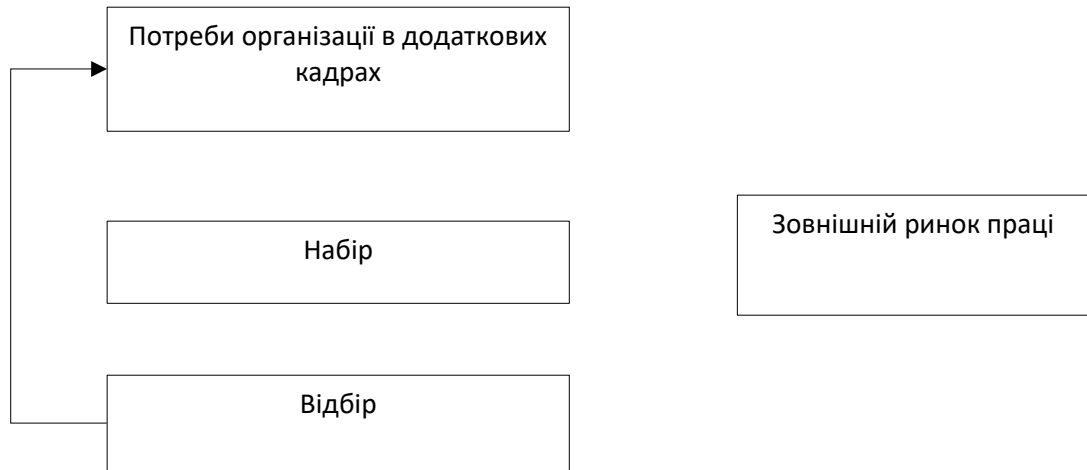 Потреби організації в додаткових
кадрах
Набір
Зовнішній ринок праці
Відбір